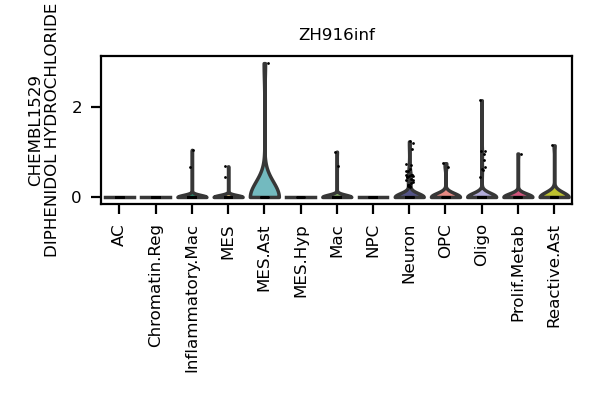 ZH916inf
CHEMBL1529
DIPHENIDOL HYDROCHLORIDE
2
0
AC
Chromatin.Reg
Inflammatory.Mac
MES
MES.Ast
MES.Hyp
Mac
NPC
Neuron
OPC
Oligo
Prolif.Metab
Reactive.Ast